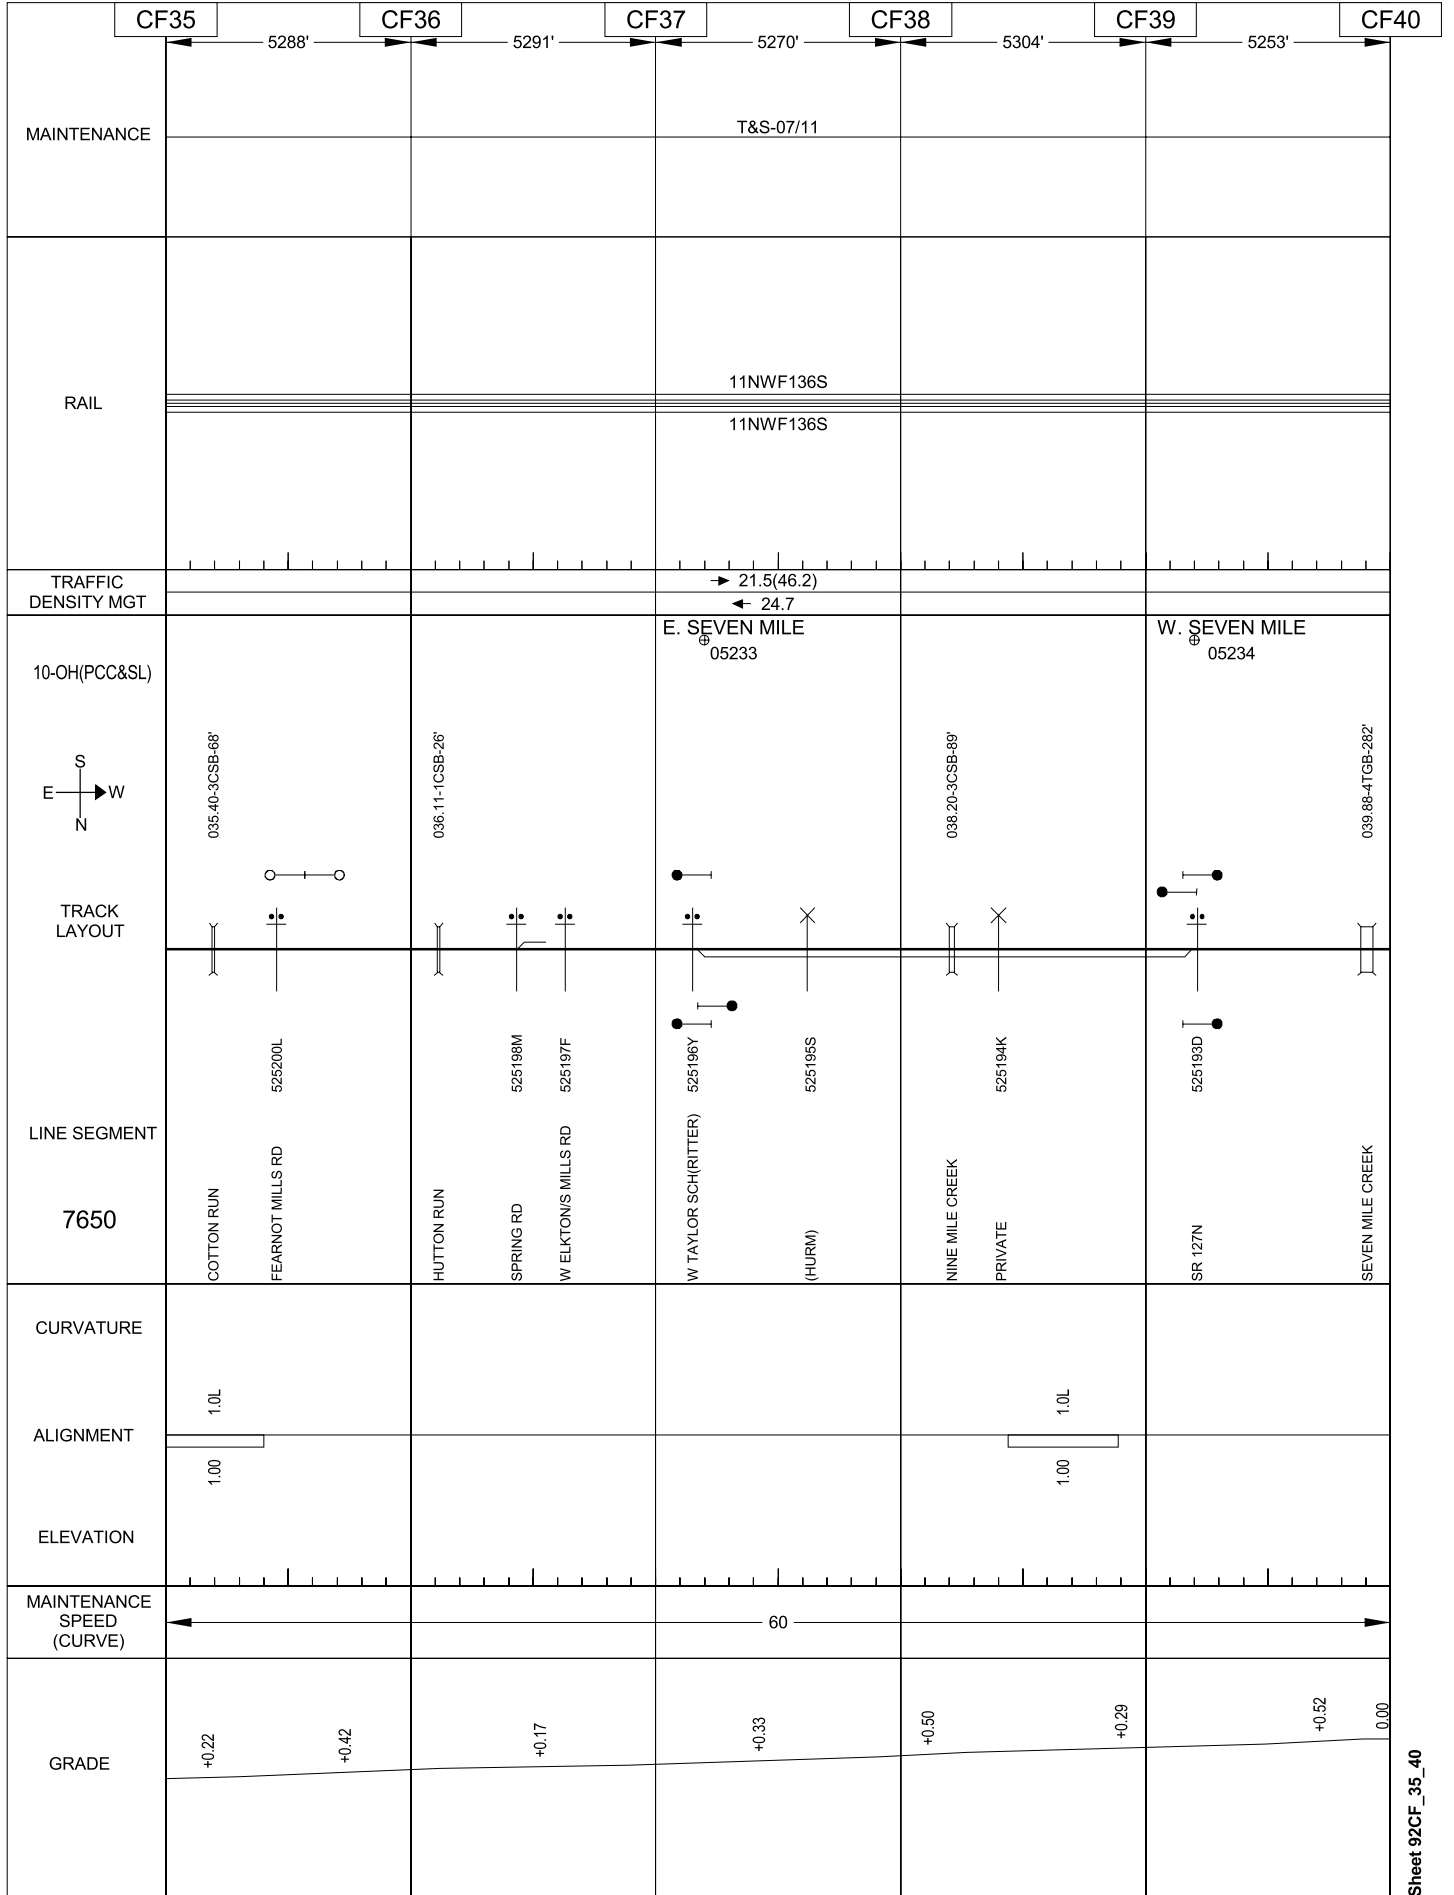 CF35 CF36 CF37 CF38 CF39 CF40
5288' 5291' 5270' 5304' 5253'
MAINTENANCE
T&S-07/11
RAIL
11NWF136S
11NWF136S
TRAFFIC
DENSITY MGT
21.5(46.2)
24.7
10-OH(PCC&SL)
E. SEVEN MILE
05233
W. SEVEN MILE
05234
S
E W
N
035.40-3CSB-68'
036.11-1CSB-26'
038.20-3CSB-89'
039.88-4TGB-282'
TRACK
LAYOUT
525200L
525198M
525197F
525196Y
525195S
525194K
525193D
LINE SEGMENT
7650
COTTON RUN
FEARNOT MILLS RD
HUTTON RUN
SPRING RD
W ELKTON/S MILLS RD
W TAYLOR SCH(RITTER)
(HURM)
NINE MILE CREEK
PRIVATE
SR 127N
SEVEN MILE CREEK
CURVATURE
1.0L
1.0L
ALIGNMENT
1.00
1.00
ELEVATION
MAINTENANCE
SPEED
(CURVE)
60
GRADE
+0.22
+0.42
+0.17
+0.33
+0.50
+0.29
+0.52
0.00
Sheet 92CF_35_40